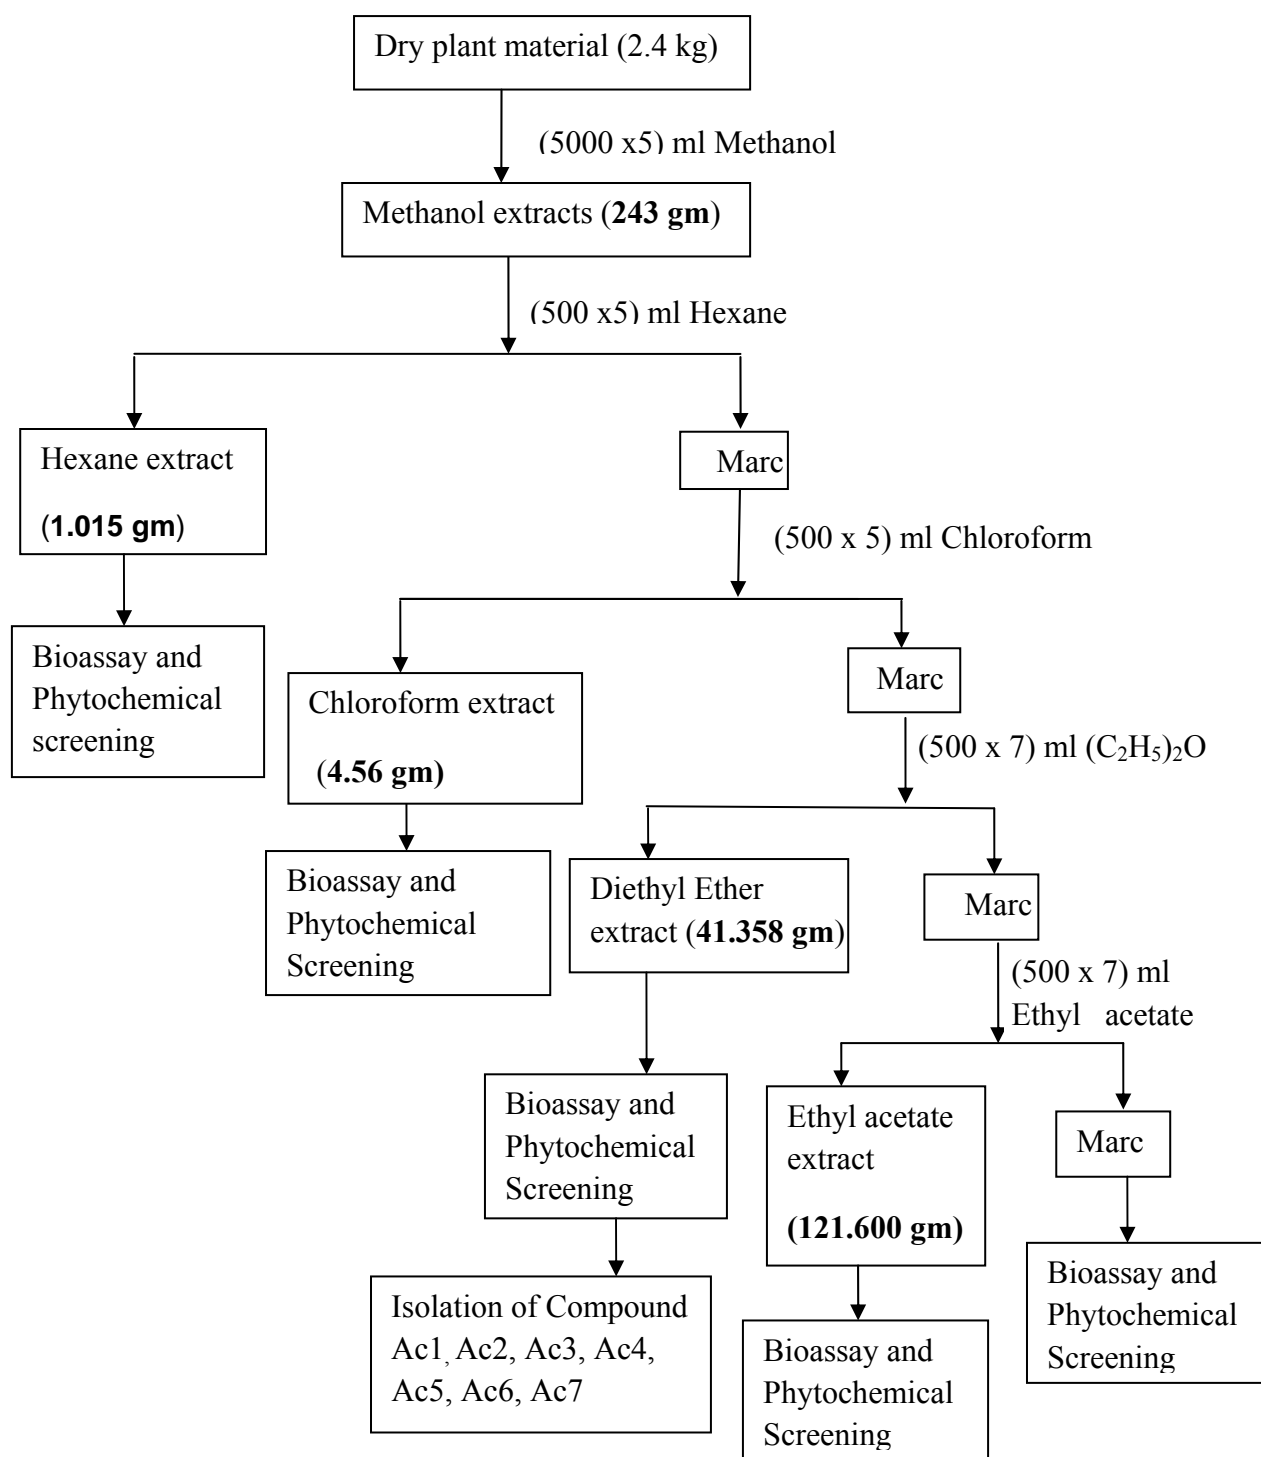 Dry plant material (2.4 kg)
(5000 x5) ml Methanol
Methanol extracts (243 gm)
(500 x5) ml Hexane
Hexane extract
(1.015 gm)
Marc
(500 x 5) ml Chloroform
Bioassay and
Phytochemical
screening
Chloroform extract
(4.56 gm)
Marc
(500 x 7) ml (C₂H₅)₂O
Bioassay and
Phytochemical
Screening
Diethyl Ether
extract (41.358 gm)
Marc
(500 x 7) ml
Ethyl acetate
Bioassay and
Phytochemical
Screening
Ethyl acetate
extract
(121.600 gm)
Marc
Isolation of Compound
Ac1, Ac2, Ac3, Ac4,
Ac5, Ac6, Ac7
Bioassay and
Phytochemical
Screening
Bioassay and
Phytochemical
Screening